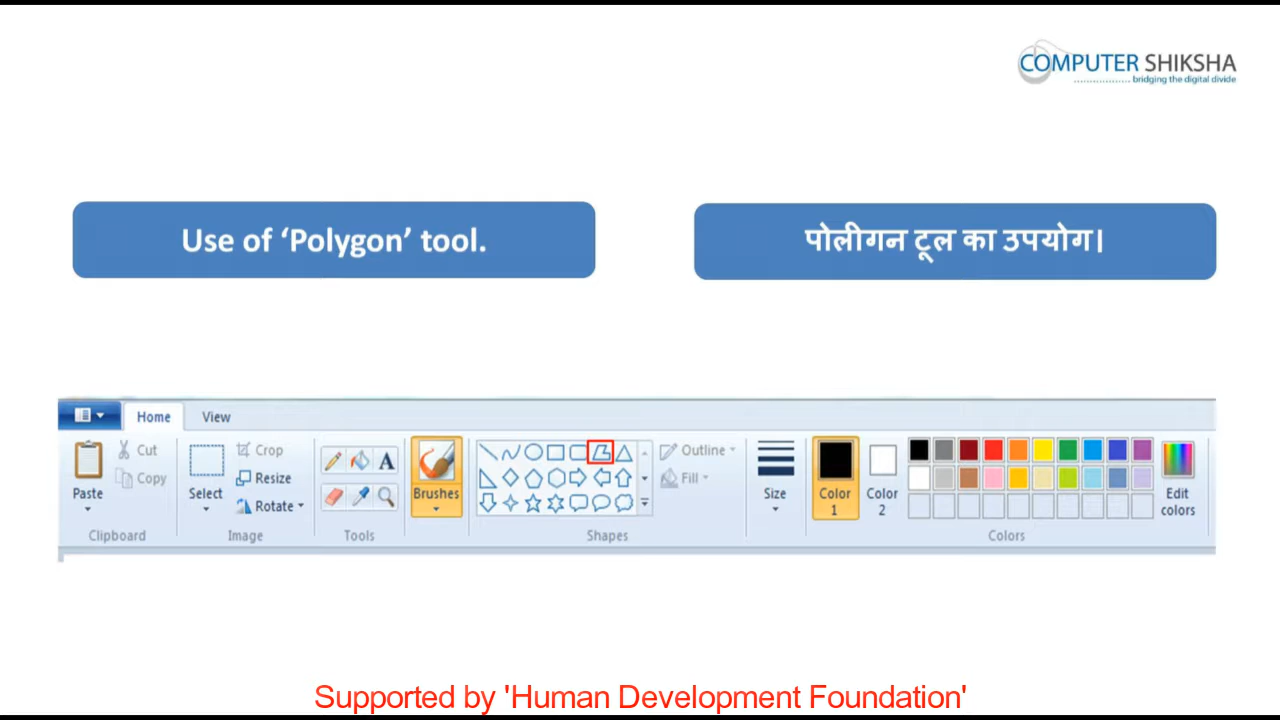 COMPUTER SHIKSHA
bridging the digital divide
Use of ‘Polygon’ tool.
पोलीगन टूल का उपयोग।
Home View
Cut
Copy
Paste
Clipboard
Crop
Resize
Rotate
Select
Image
A
Tools
Brushes
Outline
Fill
Shapes
Size
Color
1
Color
2
Edit
colors
Colors
Supported by 'Human Development Foundation'